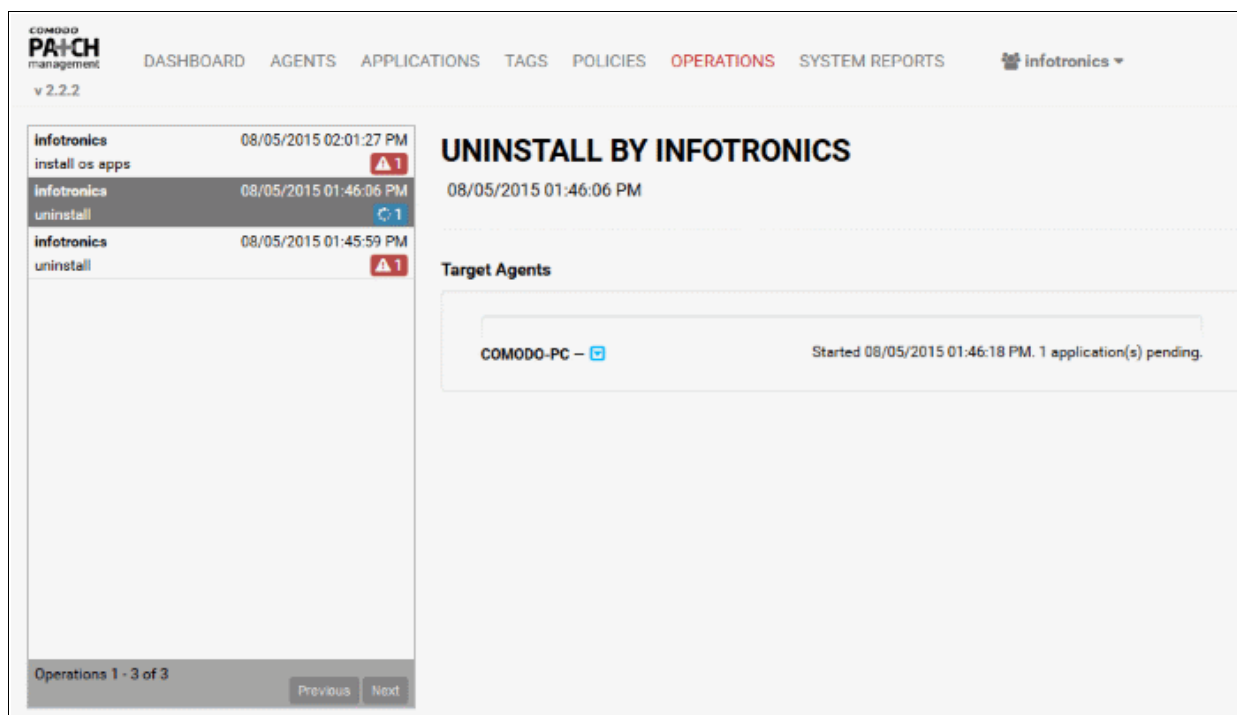 COMODO
PATCH
management
v 2.2.2
DASHBOARD AGENTS APPLICATIONS TAGS POLICIES OPERATIONS SYSTEM REPORTS infotronics
infotronics 08/05/2015 02:01:27 PM
install os apps 1
infotronics 08/05/2015 01:46:06 PM
uninstall 1
infotronics 08/05/2015 01:45:59 PM
uninstall 1
Operations 1 - 3 of 3
Previous Next
UNINSTALL BY INFOTRONICS
08/05/2015 01:46:06 PM
Target Agents
COMODO-PC – Started 08/05/2015 01:46:18 PM. 1 application(s) pending.